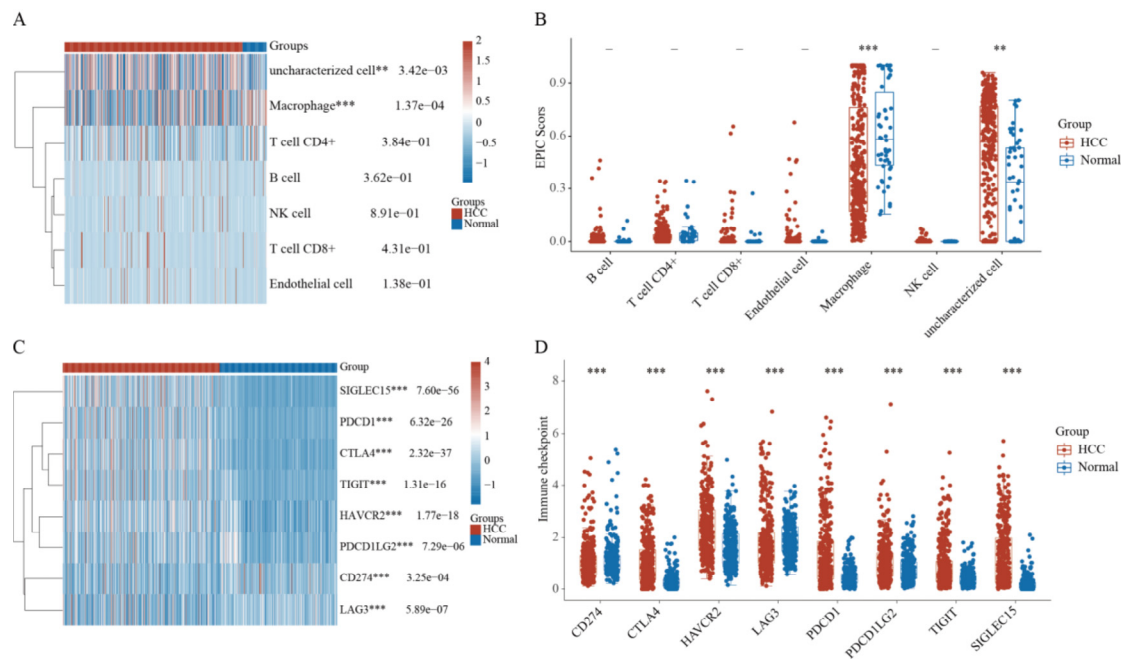 A
Groups
uncharacterized cell** 3.42e−03
Macrophage*** 1.37e−04
T cell CD4+ 3.84e−01
B cell 3.62e−01
NK cell 8.91e−01
T cell CD8+ 4.31e−01
Endothelial cell 1.38e−01
2
1.5
1
0.5
0
−0.5
−1
Groups
HCC
Normal
B
– – – – *** – **
EPIC Scores
0.9
0.6
0.3
0.0
B cell
T cell CD4+
T cell CD8+
Endothelial cell
Macrophage
NK cell
uncharacterized cell
Group
HCC
Normal
C
Group
SIGLEC15*** 7.60e−56
PDCD1*** 6.32e−26
CTLA4*** 2.32e−37
TIGIT*** 1.31e−16
HAVCR2*** 1.77e−18
PDCD1LG2*** 7.29e−06
CD274*** 3.25e−04
LAG3*** 5.89e−07
4
3
2
1
0
−1
Groups
HCC
Normal
D
*** *** *** *** *** *** *** ***
Immune checkpoint
8
6
4
2
0
CD274
CTLA4
HAVCR2
LAG3
PDCD1
PDCD1LG2
TIGIT
SIGLEC15
Group
HCC
Normal